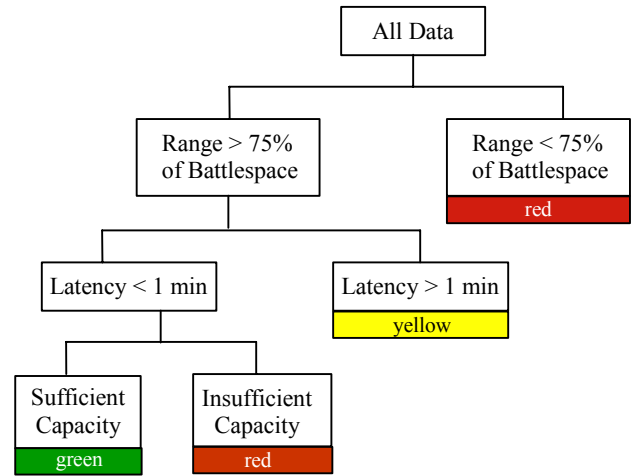 All Data
Range > 75%
of Battlespace
Range < 75%
of Battlespace
red
Latency < 1 min
Latency > 1 min
yellow
Sufficient
Capacity
green
Insufficient
Capacity
red